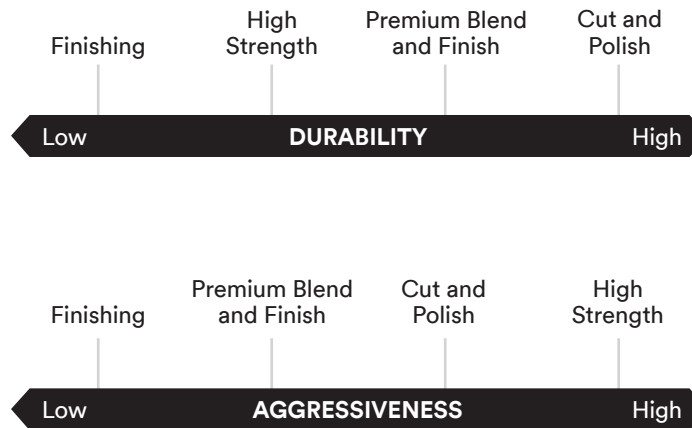 Finishing
High
Strength
Premium Blend
and Finish
Cut and
Polish
Low DURABILITY High
Finishing
Premium Blend
and Finish
Cut and
Polish
High
Strength
Low AGGRESSIVENESS High